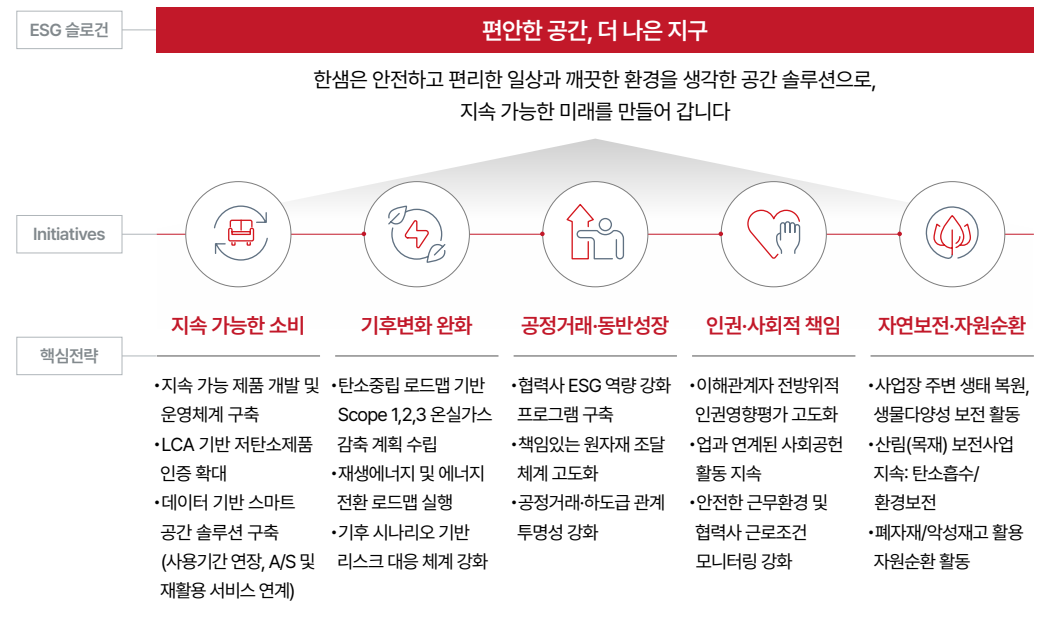 ESG 슬로건
편안한 공간, 더 나은 지구
한샘은 안전하고 편리한 일상과 깨끗한 환경을 생각한 공간 솔루션으로,
지속 가능한 미래를 만들어 갑니다
Initiatives
지속 가능한 소비
기후변화 완화
공정거래·동반성장
인권·사회적 책임
자연보전·자원순환
핵심전략
·지속 가능 제품 개발 및
운영체계 구축
·LCA 기반 저탄소제품
인증 확대
·데이터 기반 스마트
공간 솔루션 구축
(사용기간 연장, A/S 및
재활용 서비스 연계)
·탄소중립 로드맵 기반
Scope 1,2,3 온실가스
감축 계획 수립
·재생에너지 및 에너지
전환 로드맵 실행
·기후 시나리오 기반
리스크 대응 체계 강화
·협력사 ESG 역량 강화
프로그램 구축
·책임있는 원자재 조달
체계 고도화
·공정거래·하도급 관계
투명성 강화
·이해관계자 전방위적
인권영향평가 고도화
·업과 연계된 사회공헌
활동 지속
·안전한 근무환경 및
협력사 근로조건
모니터링 강화
·사업장 주변 생태 복원,
생물다양성 보전 활동
·산림(목재) 보전사업
지속: 탄소흡수/
환경보전
·폐자재/악성재고 활용
자원순환 활동